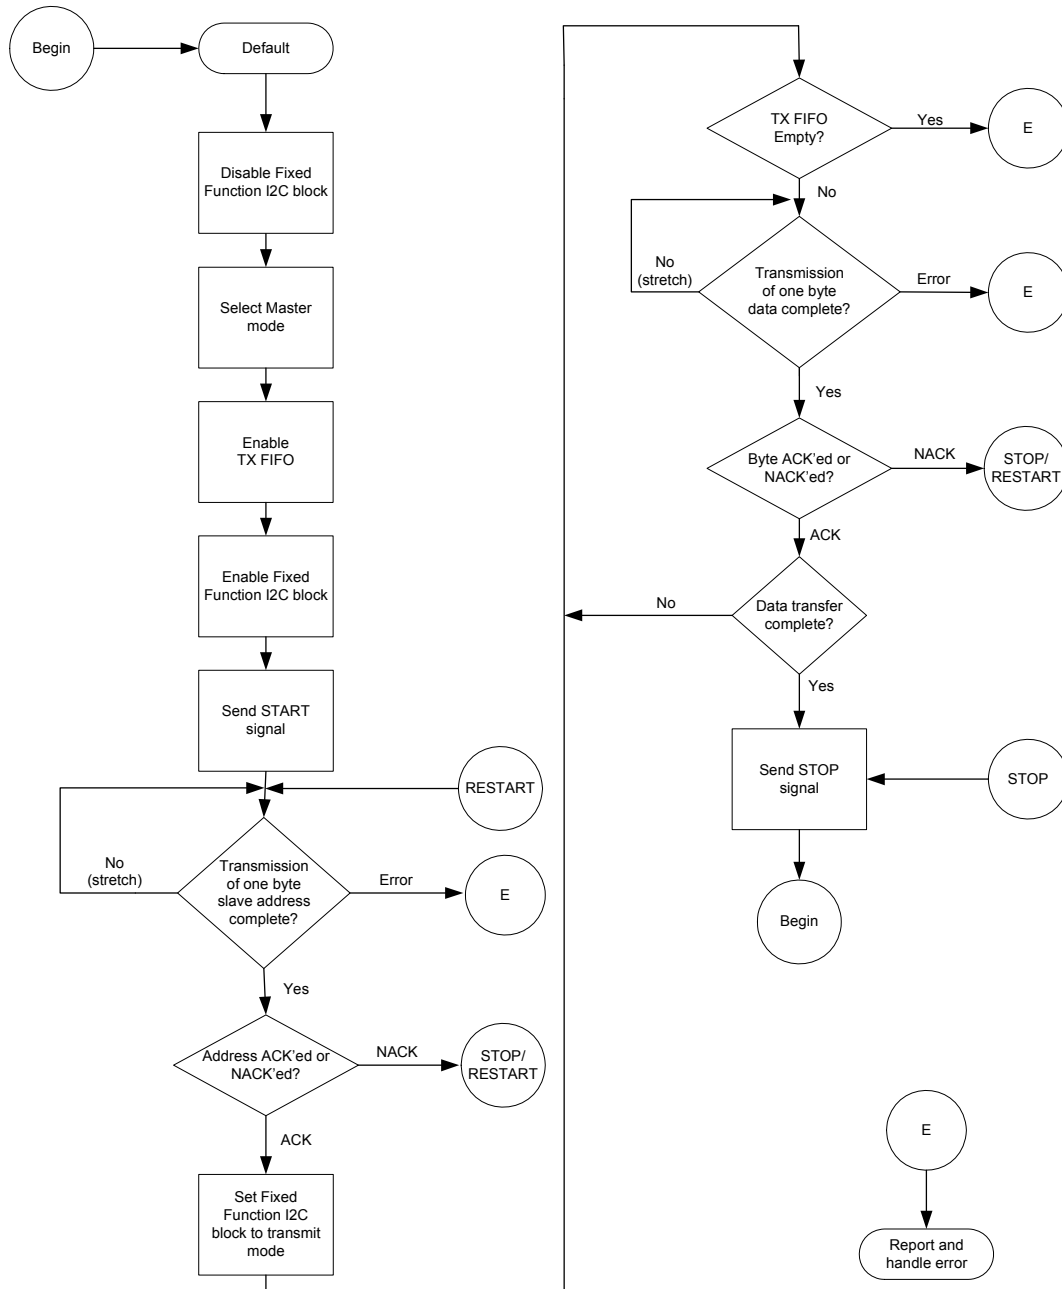 Begin
Default
Disable Fixed
Function I2C block
Select Master
mode
Enable
TX FIFO
Enable Fixed
Function I2C block
Send START
signal
RESTART
No
(stretch)
Transmission
of one byte
slave address
complete?
Error
E
Yes
Address ACK'ed or
NACK'ed?
NACK
STOP/
RESTART
ACK
Set Fixed
Function I2C
block to transmit
mode
TX FIFO
Empty?
Yes
E
No
No
(stretch)
Transmission
of one byte
data complete?
Error
E
Yes
Byte ACK'ed or
NACK'ed?
NACK
STOP/
RESTART
ACK
No
Data transfer
complete?
Yes
Send STOP
signal
STOP
Begin
E
Report and
handle error